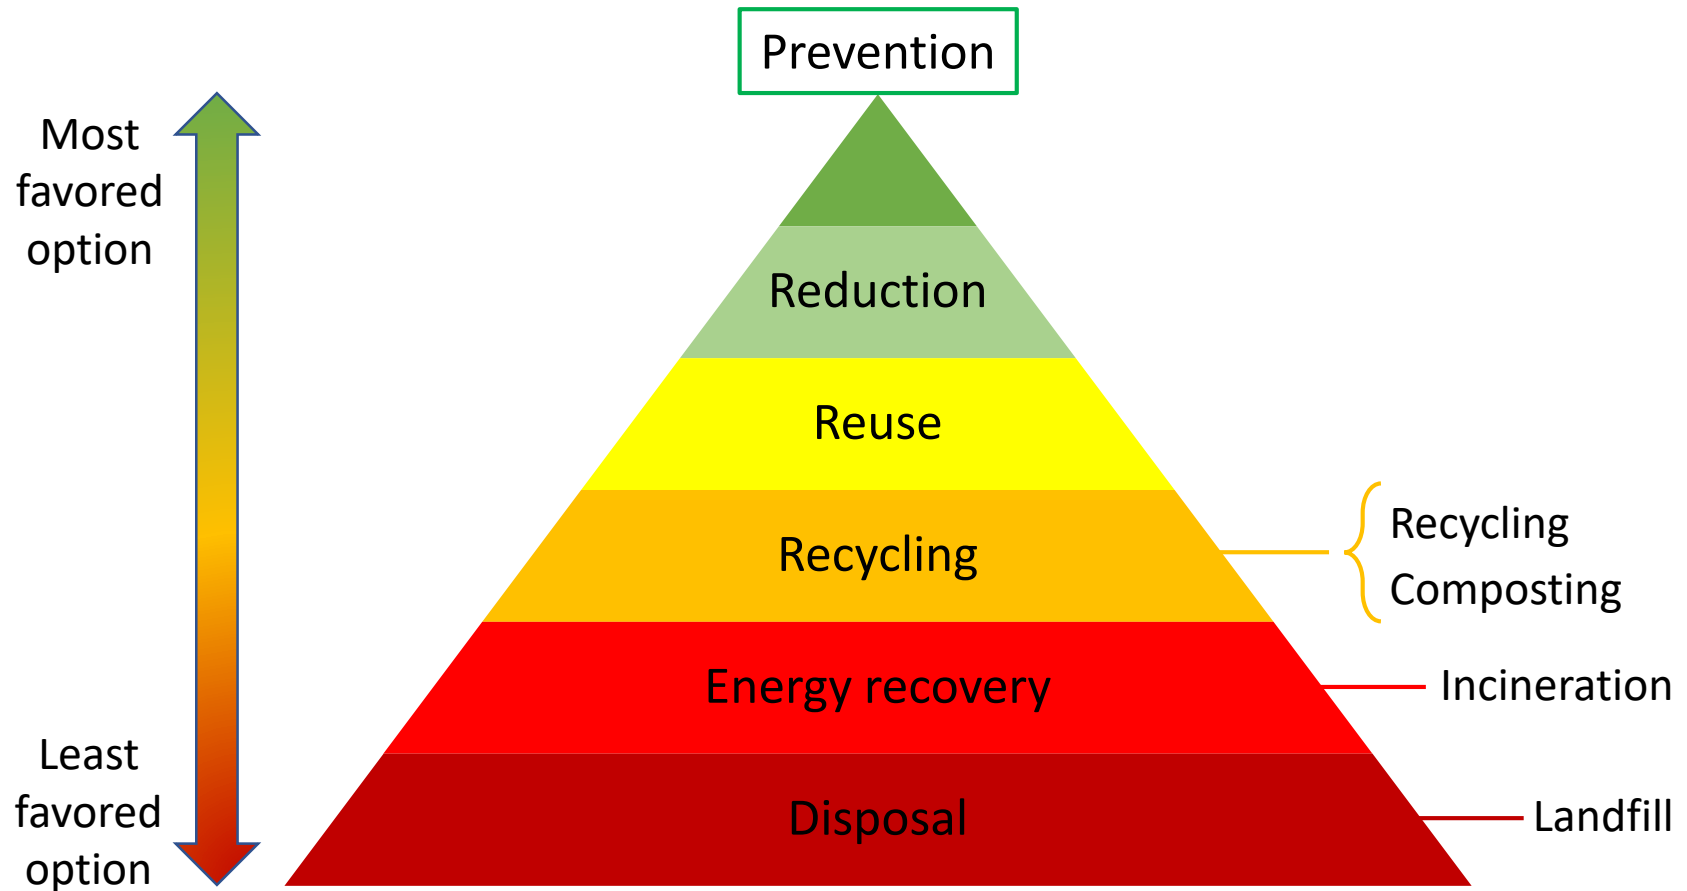 Prevention
Most
favored
option
Reduction
Reuse
Recycling
Recycling
Composting
Energy recovery
Incineration
Least
favored
option
Disposal
Landfill